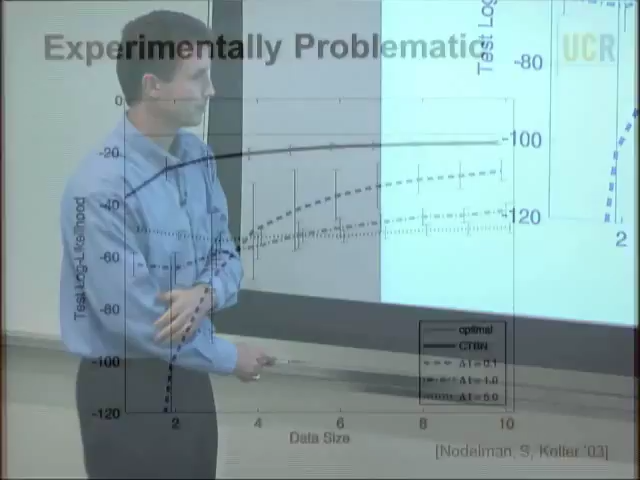 Experimentally Problematic
UCR
Test Log
-80
-100
-120
2
0
-20
-40
-60
-80
-100
-120
Test Log-Likelihood
2
4
6
8
10
Data Size
optimal
CTBN
Δt = 0.1
Δt = 1.0
Δt = 5.0
[Nodelman, S, Koller '03]